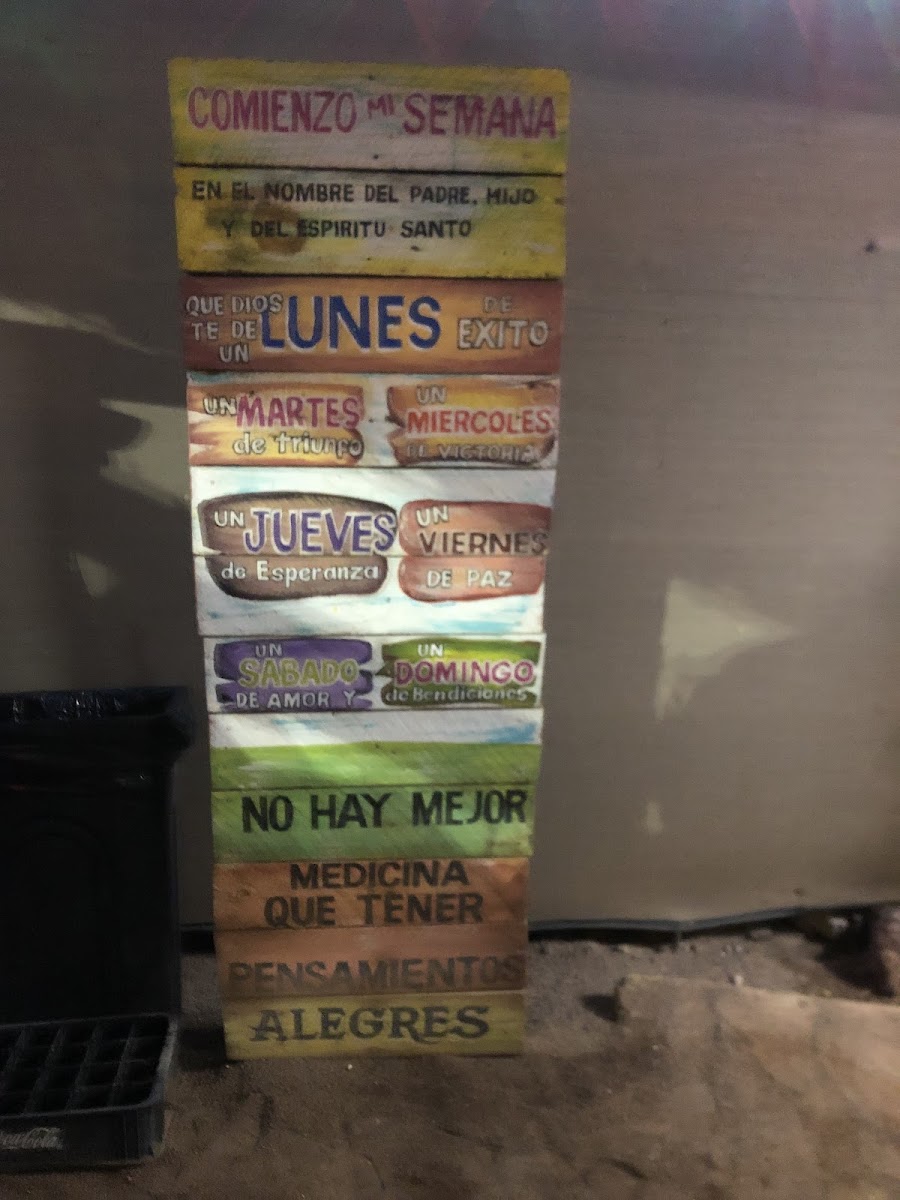 COMIENZO MI SEMANA
EN EL NOMBRE DEL PADRE, HIJO
Y DEL ESPIRITU SANTO
QUE DIOS
TE DE
UN
LUNES
DE
EXITO
UN MARTES
de triunfo
UN
MIERCOLES
DE VICTORIA
UN JUEVES
de Esperanza
UN
VIERNES
DE PAZ
UN
SABADO
DE AMOR Y
UN
DOMINGO
de Bendiciones
NO HAY MEJOR
MEDICINA
QUE TENER
PENSAMIENTOS
ALEGRES
Coca-Cola